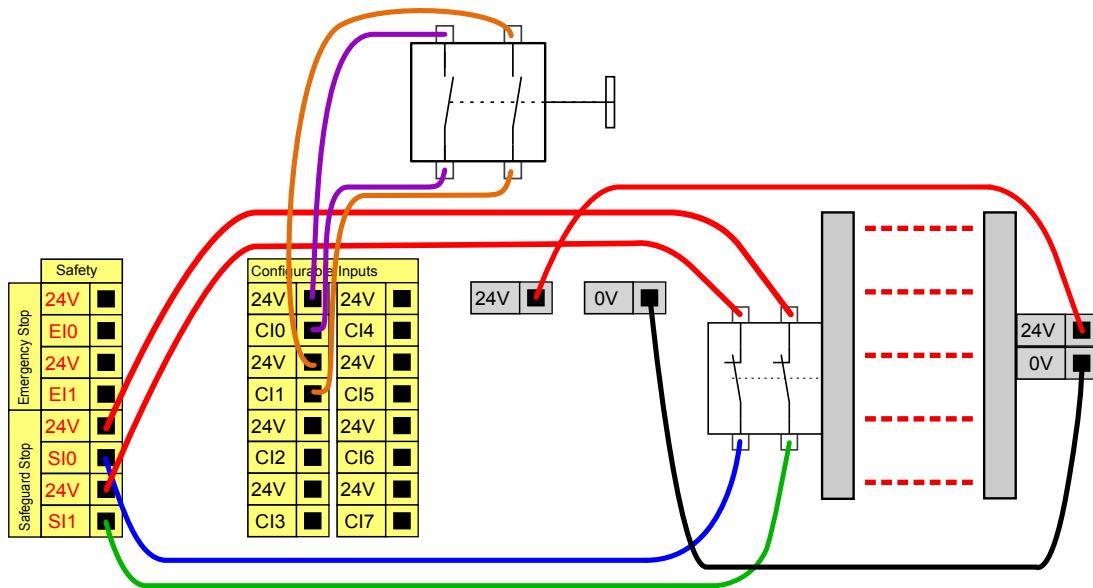 Safety
Emergency Stop
24V
EI0
24V
EI1
Safeguard Stop
24V
SI0
24V
SI1
Configurable Inputs
24V 24V
CI0 CI4
24V 24V
CI1 CI5
24V 24V
CI2 CI6
24V 24V
CI3 CI7
24V
0V
24V
0V